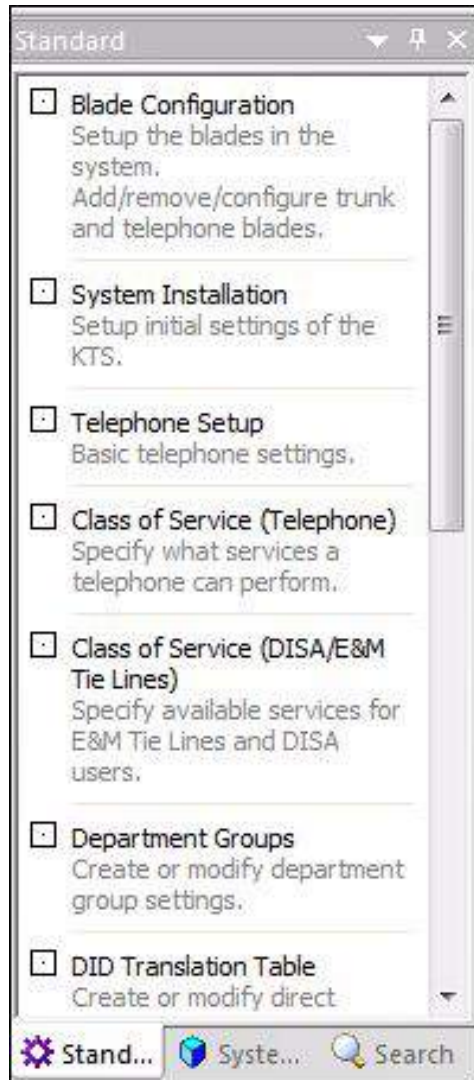 Standard
Blade Configuration
Setup the blades in the
system.
Add/remove/configure trunk
and telephone blades.
System Installation
Setup initial settings of the
KTS.
Telephone Setup
Basic telephone settings.
Class of Service (Telephone)
Specify what services a
telephone can perform.
Class of Service (DISA/E&M
Tie Lines)
Specify available services for
E&M Tie Lines and DISA
users.
Department Groups
Create or modify department
group settings.
DID Translation Table
Create or modify direct
Stand... Syste... Search